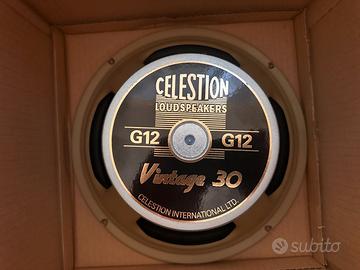 CELESTION
LOUDSPEAKERS
G12 G12
Vintage 30
CELESTION INTERNATIONAL LTD.
subito